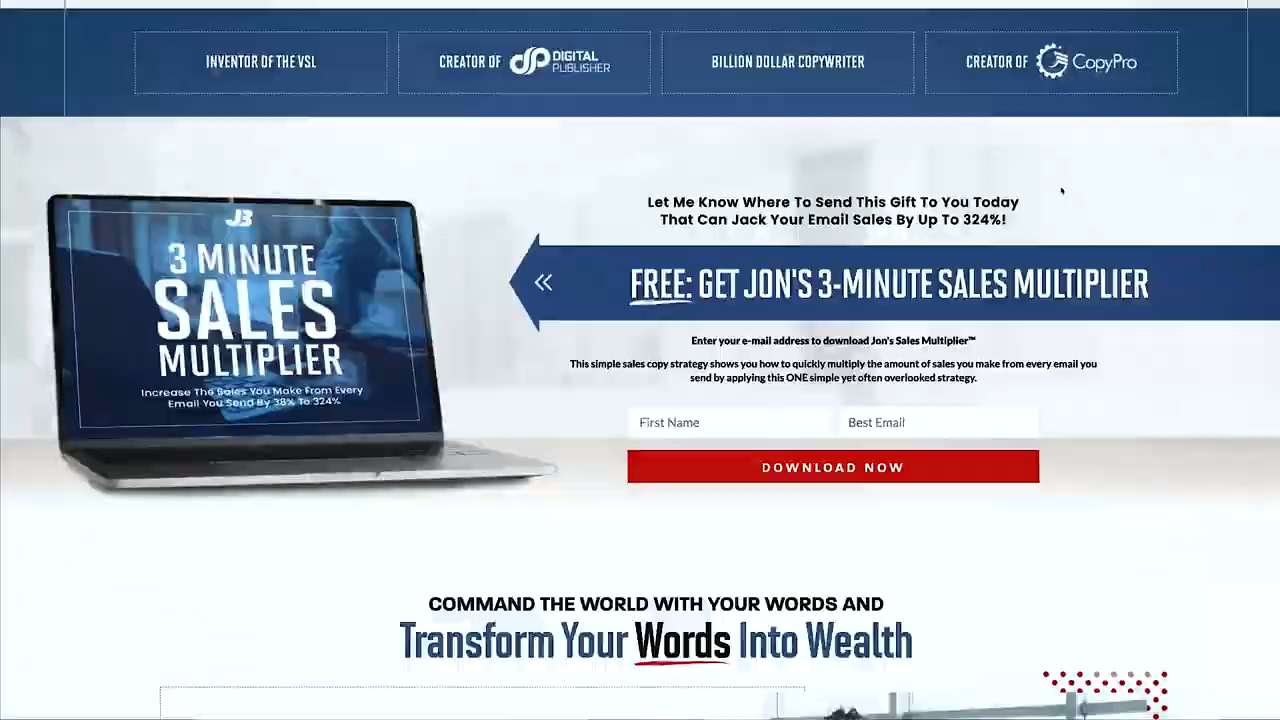 INVENTOR OF THE VSL
CREATOR OF DIGITAL PUBLISHER
BILLION DOLLAR COPYWRITER
CREATOR OF CopyPro
JB
3 MINUTE
SALES
MULTIPLIER
Increase The Sales You Make From Every
Email You Send By 38% To 324%
Let Me Know Where To Send This Gift To You Today
That Can Jack Your Email Sales By Up To 324%!
FREE: GET JON'S 3-MINUTE SALES MULTIPLIER
Enter your e-mail address to download Jon's Sales Multiplier™
This simple sales copy strategy shows you how to quickly multiply the amount of sales you make from every email you
send by applying this ONE simple yet often overlooked strategy.
First Name
Best Email
DOWNLOAD NOW
COMMAND THE WORLD WITH YOUR WORDS AND
Transform Your Words Into Wealth